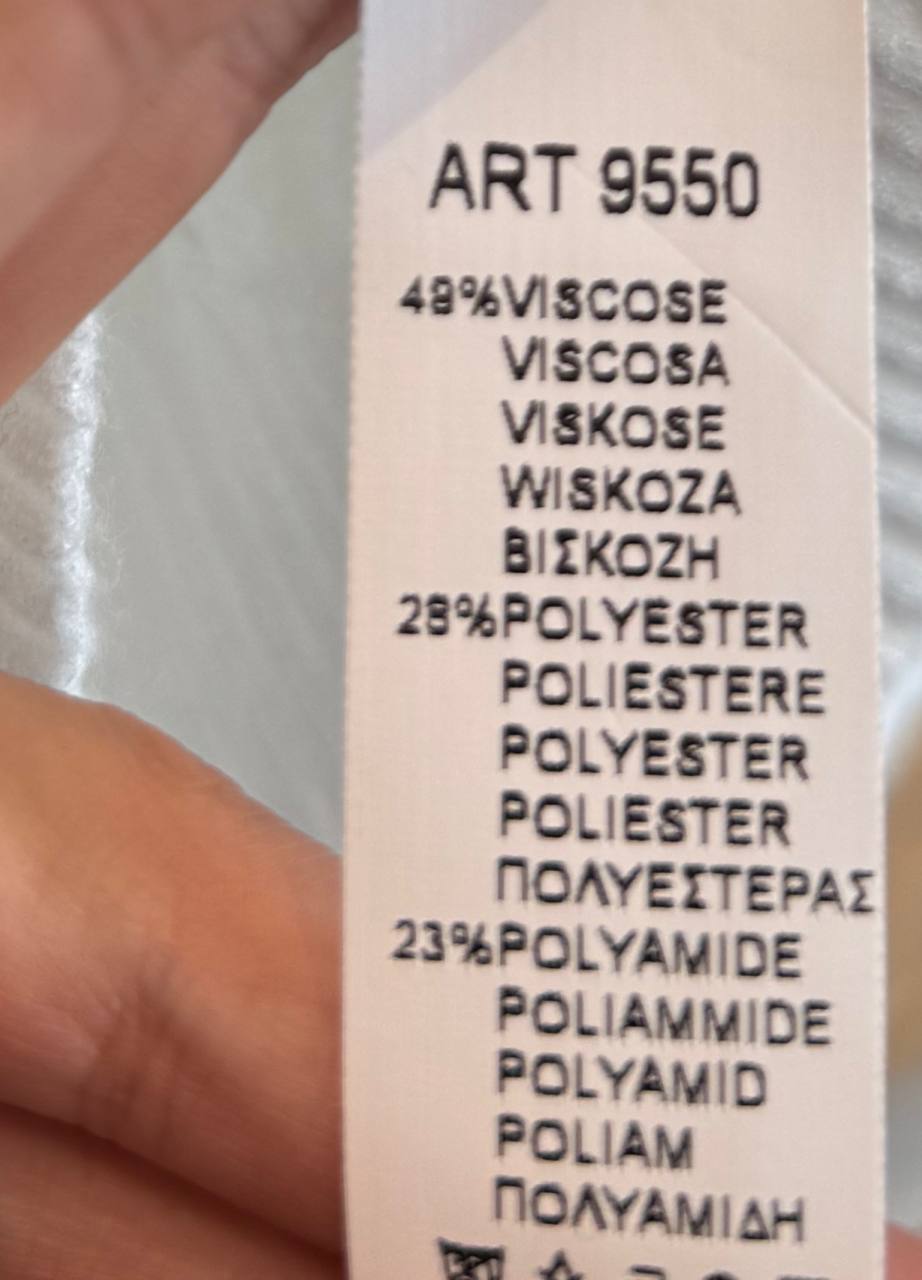 ART 9550
49%VISCOSE
VISCOSA
VISKOSE
WISKOZA
ΒΙΣΚΟΖΗ
28%POLYESTER
POLIESTERE
POLYESTER
POLIESTER
ΠΟΛΥΕΣΤΕΡΑΣ
23%POLYAMIDE
POLIAMMIDE
POLYAMID
POLIAM
ΠΟΛΥΑΜΙΔΗ